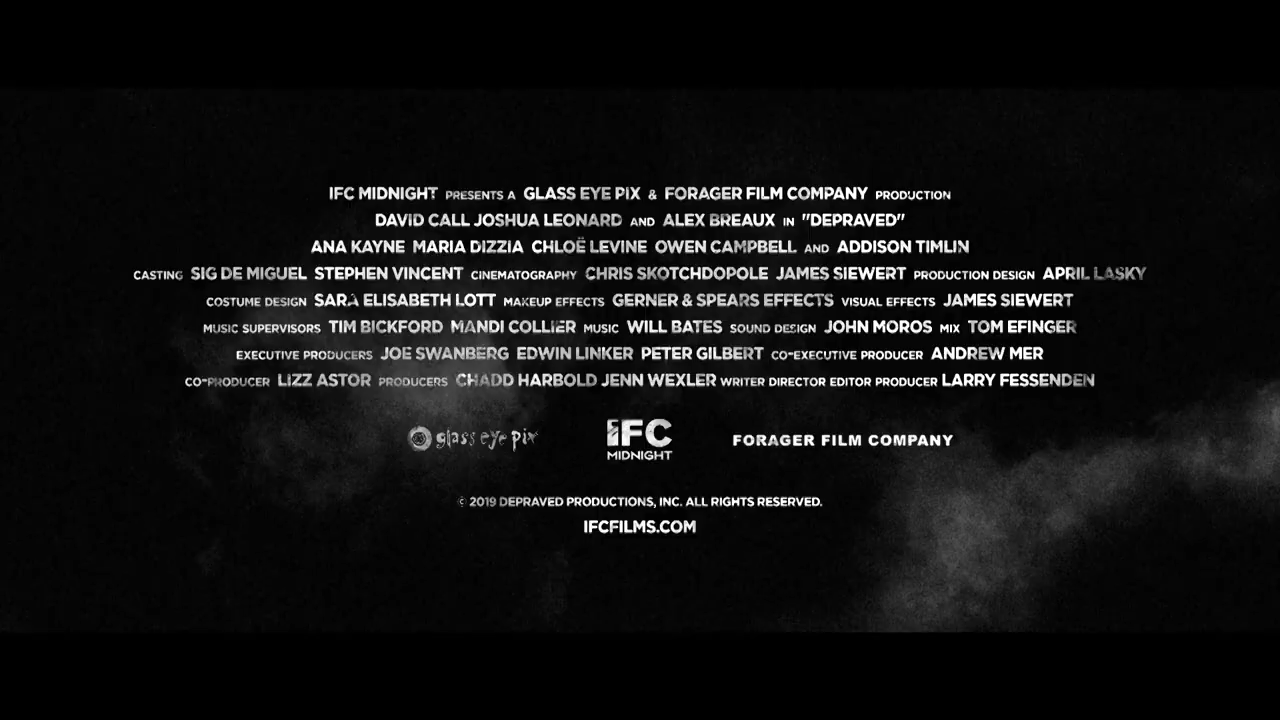 IFC MIDNIGHT PRESENTS A GLASS EYE PIX & FORAGER FILM COMPANY PRODUCTION
DAVID CALL JOSHUA LEONARD AND ALEX BREAUX IN "DEPRAVED"
ANA KAYNE MARIA DIZZIA CHLOË LEVINE OWEN CAMPBELL AND ADDISON TIMLIN
CASTING SIG DE MIGUEL STEPHEN VINCENT CINEMATOGRAPHY CHRIS SKOTCHDOPOLE JAMES SIEWERT PRODUCTION DESIGN APRIL LASKY
COSTUME DESIGN SARA ELISABETH LOTT MAKEUP EFFECTS GERNER & SPEARS EFFECTS VISUAL EFFECTS JAMES SIEWERT
MUSIC SUPERVISORS TIM BICKFORD MANDI COLLIER MUSIC WILL BATES SOUND DESIGN JOHN MOROS MIX TOM EFINGER
EXECUTIVE PRODUCERS JOE SWANBERG EDWIN LINKER PETER GILBERT CO-EXECUTIVE PRODUCER ANDREW MER
CO-PRODUCER LIZZ ASTOR PRODUCERS CHADD HARBOLD JENN WEXLER WRITER DIRECTOR EDITOR PRODUCER LARRY FESSENDEN
glass eye pix
IFC
MIDNIGHT
FORAGER FILM COMPANY
© 2019 DEPRAVED PRODUCTIONS, INC. ALL RIGHTS RESERVED.
IFCFILMS.COM